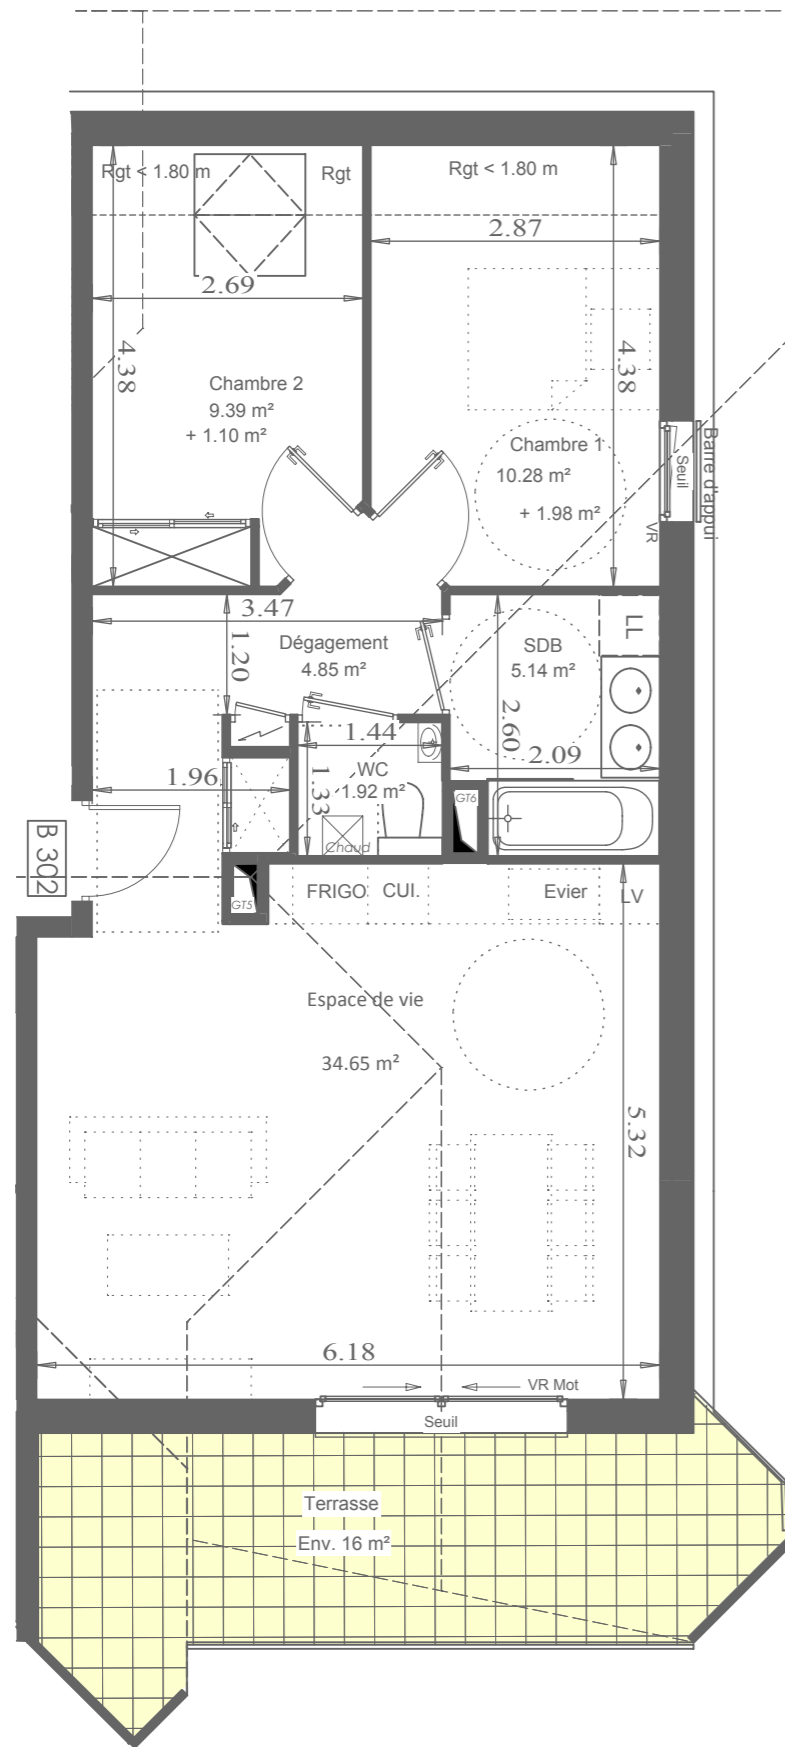 Rgt < 1.80 m
Rgt
Rgt < 1.80 m
2.87
2.69
4.38
4.38
Chambre 2
9.39 m²
+ 1.10 m²
Chambre 1
10.28 m²
+ 1.98 m²
Seuil
Barre d'appui
VR
3.47
1.20
Dégagement
4.85 m²
SDB
5.14 m²
LL
2.60
2.09
1.44
1.33
WC
1.92 m²
1.96
Chaud
GT6
B 302
GT5
FRIGO
CUI.
Evier
LV
Espace de vie
34.65 m²
5.32
6.18
VR Mot
Seuil
Terrasse
Env. 16 m²